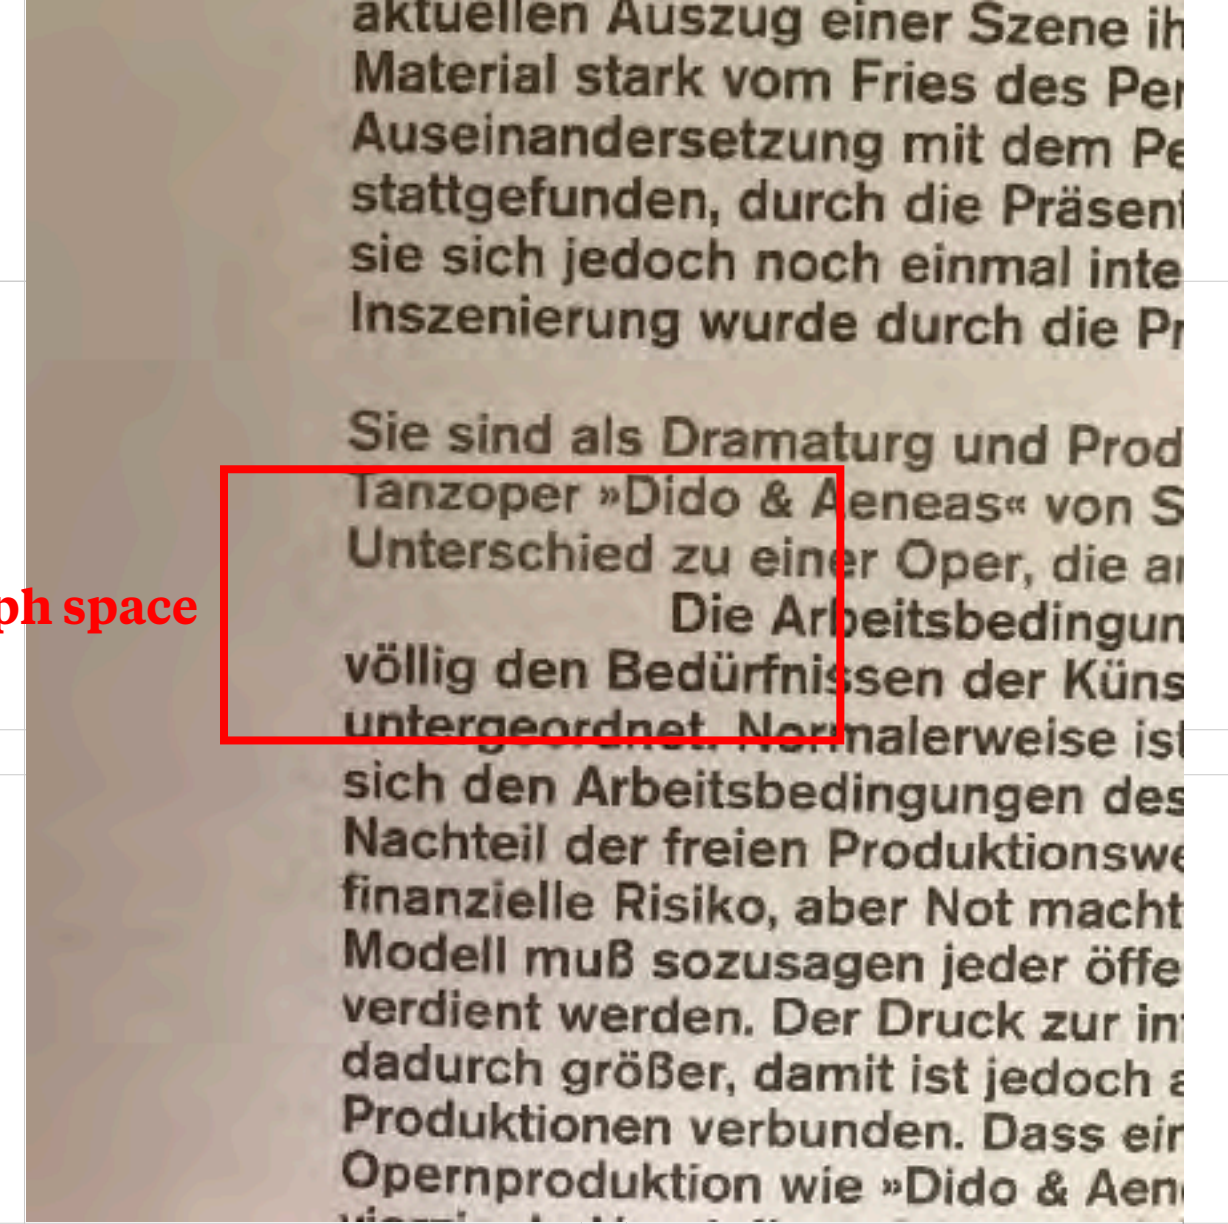 aktuellen Auszug einer Szene ih
Material stark vom Fries des Per
Auseinandersetzung mit dem Pe
stattgefunden, durch die Präsent
sie sich jedoch noch einmal inte
Inszenierung wurde durch die Pr
Sie sind als Dramaturg und Prod
Tanzoper »Dido & Aeneas« von S
Unterschied zu einer Oper, die an
ph space
Die Arbeitsbedingun
völlig den Bedürfnissen der Küns
untergeordnet. Normalerweise ist
sich den Arbeitsbedingungen des
Nachteil der freien Produktionswe
finanzielle Risiko, aber Not macht
Modell muß sozusagen jeder öffe
verdient werden. Der Druck zur in
dadurch größer, damit ist jedoch a
Produktionen verbunden. Dass ein
Opernproduktion wie »Dido & Aen